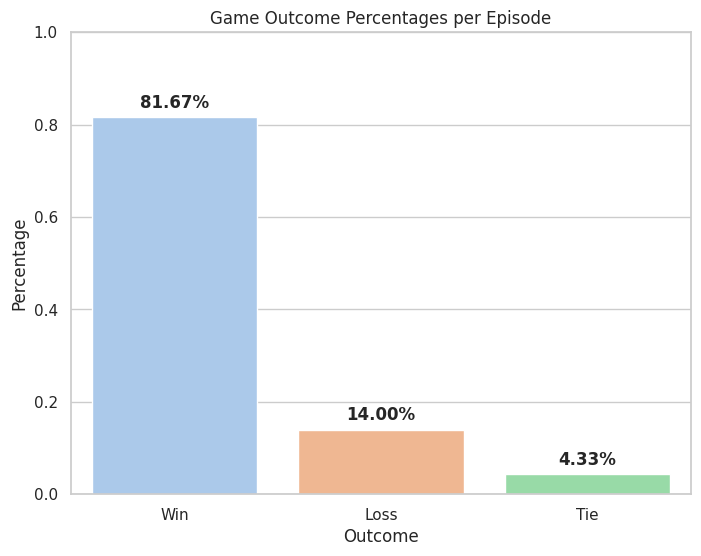 Game Outcome Percentages per Episode
1.0
0.8
0.6
0.4
0.2
0.0
Percentage
81.67%
14.00%
4.33%
Win
Loss
Tie
Outcome